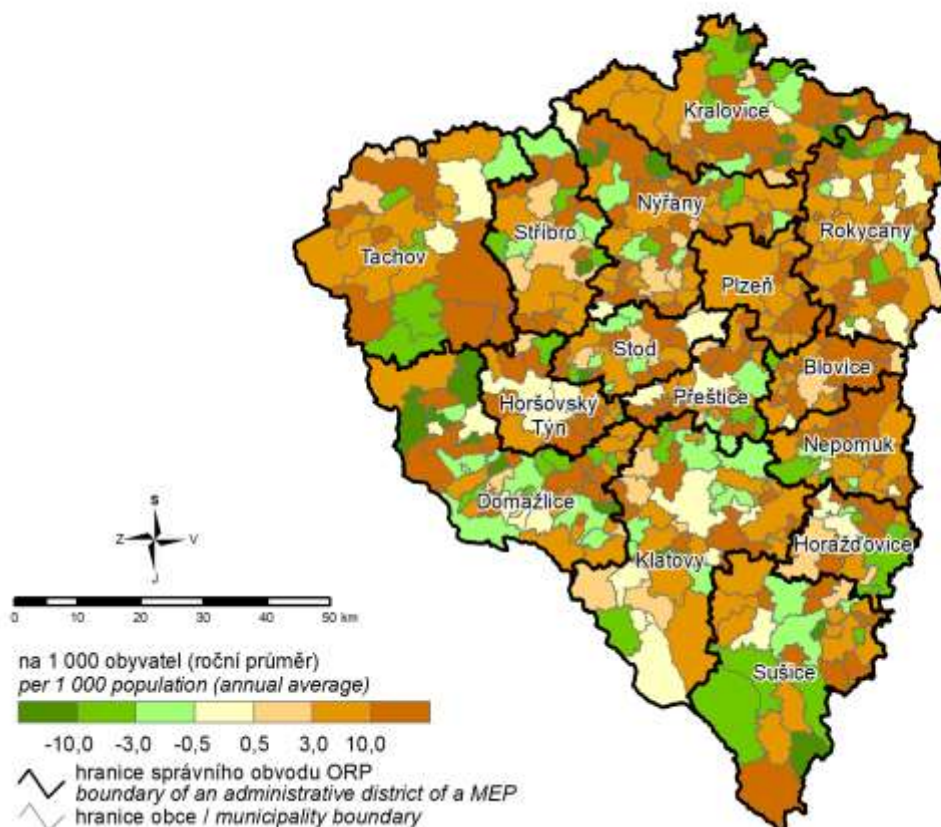 Kralovice
Nýřany
Rokycany
Stříbro
Tachov
Plzeň
Stod
Blovice
Přeštice
Horšovský
Týn
Nepomuk
Domažlice
Horažďovice
Klatovy
Sušice
S
Z V
J
0 10 20 30 40 50 km
na 1 000 obyvatel (roční průměr)
per 1 000 population (annual average)
-10,0 -3,0 -0,5 0,5 3,0 10,0
hranice správního obvodu ORP
boundary of an administrative district of a MEP
hranice obce / municipality boundary